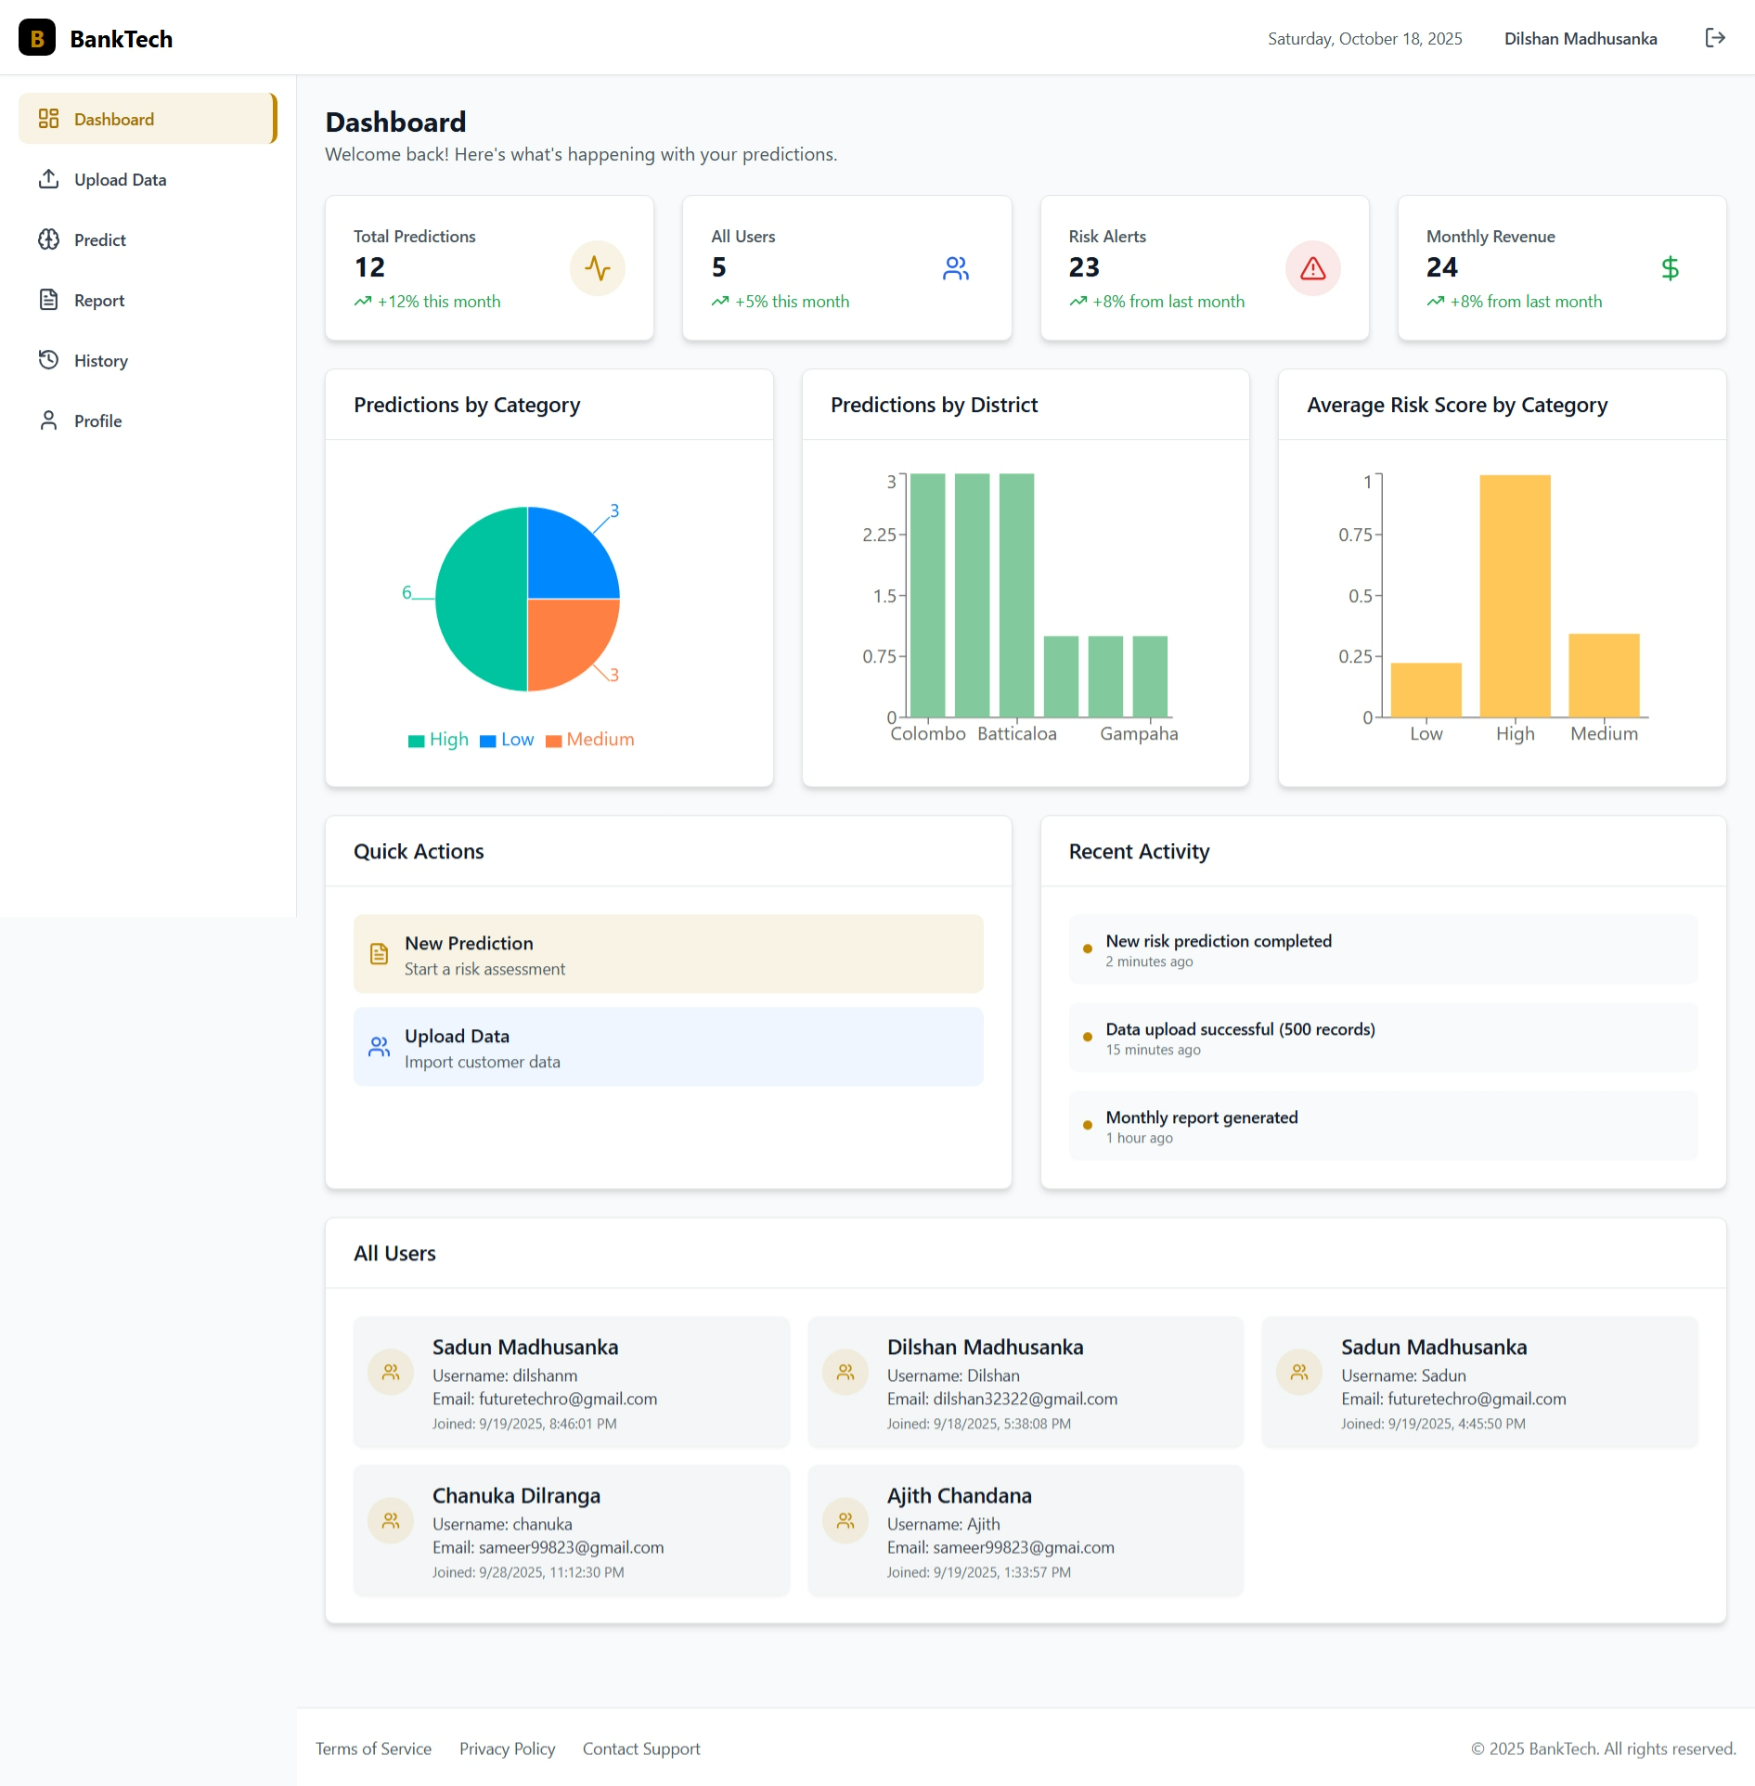 B BankTech
Saturday, October 18, 2025
Dilshan Madhusanka
Dashboard
Upload Data
Predict
Report
History
Profile
Dashboard
Welcome back! Here's what's happening with your predictions.
Total Predictions
12
+12% this month
All Users
5
+5% this month
Risk Alerts
23
+8% from last month
Monthly Revenue
24
+8% from last month
Predictions by Category
3
6
3
High Low Medium
Predictions by District
3
2.25
1.5
0.75
0
Colombo Batticaloa Gampaha
Average Risk Score by Category
1
0.75
0.5
0.25
0
Low High Medium
Quick Actions
New Prediction
Start a risk assessment
Upload Data
Import customer data
Recent Activity
New risk prediction completed
2 minutes ago
Data upload successful (500 records)
15 minutes ago
Monthly report generated
1 hour ago
All Users
Sadun Madhusanka
Username: dilshanm
Email: futuretechro@gmail.com
Joined: 9/19/2025, 8:46:01 PM
Dilshan Madhusanka
Username: Dilshan
Email: dilshan32322@gmail.com
Joined: 9/18/2025, 5:38:08 PM
Sadun Madhusanka
Username: Sadun
Email: futuretechro@gmail.com
Joined: 9/19/2025, 4:45:50 PM
Chanuka Dilranga
Username: chanuka
Email: sameer99823@gmail.com
Joined: 9/28/2025, 11:12:30 PM
Ajith Chandana
Username: Ajith
Email: sameer99823@gmai.com
Joined: 9/19/2025, 1:33:57 PM
Terms of Service
Privacy Policy
Contact Support
© 2025 BankTech. All rights reserved.